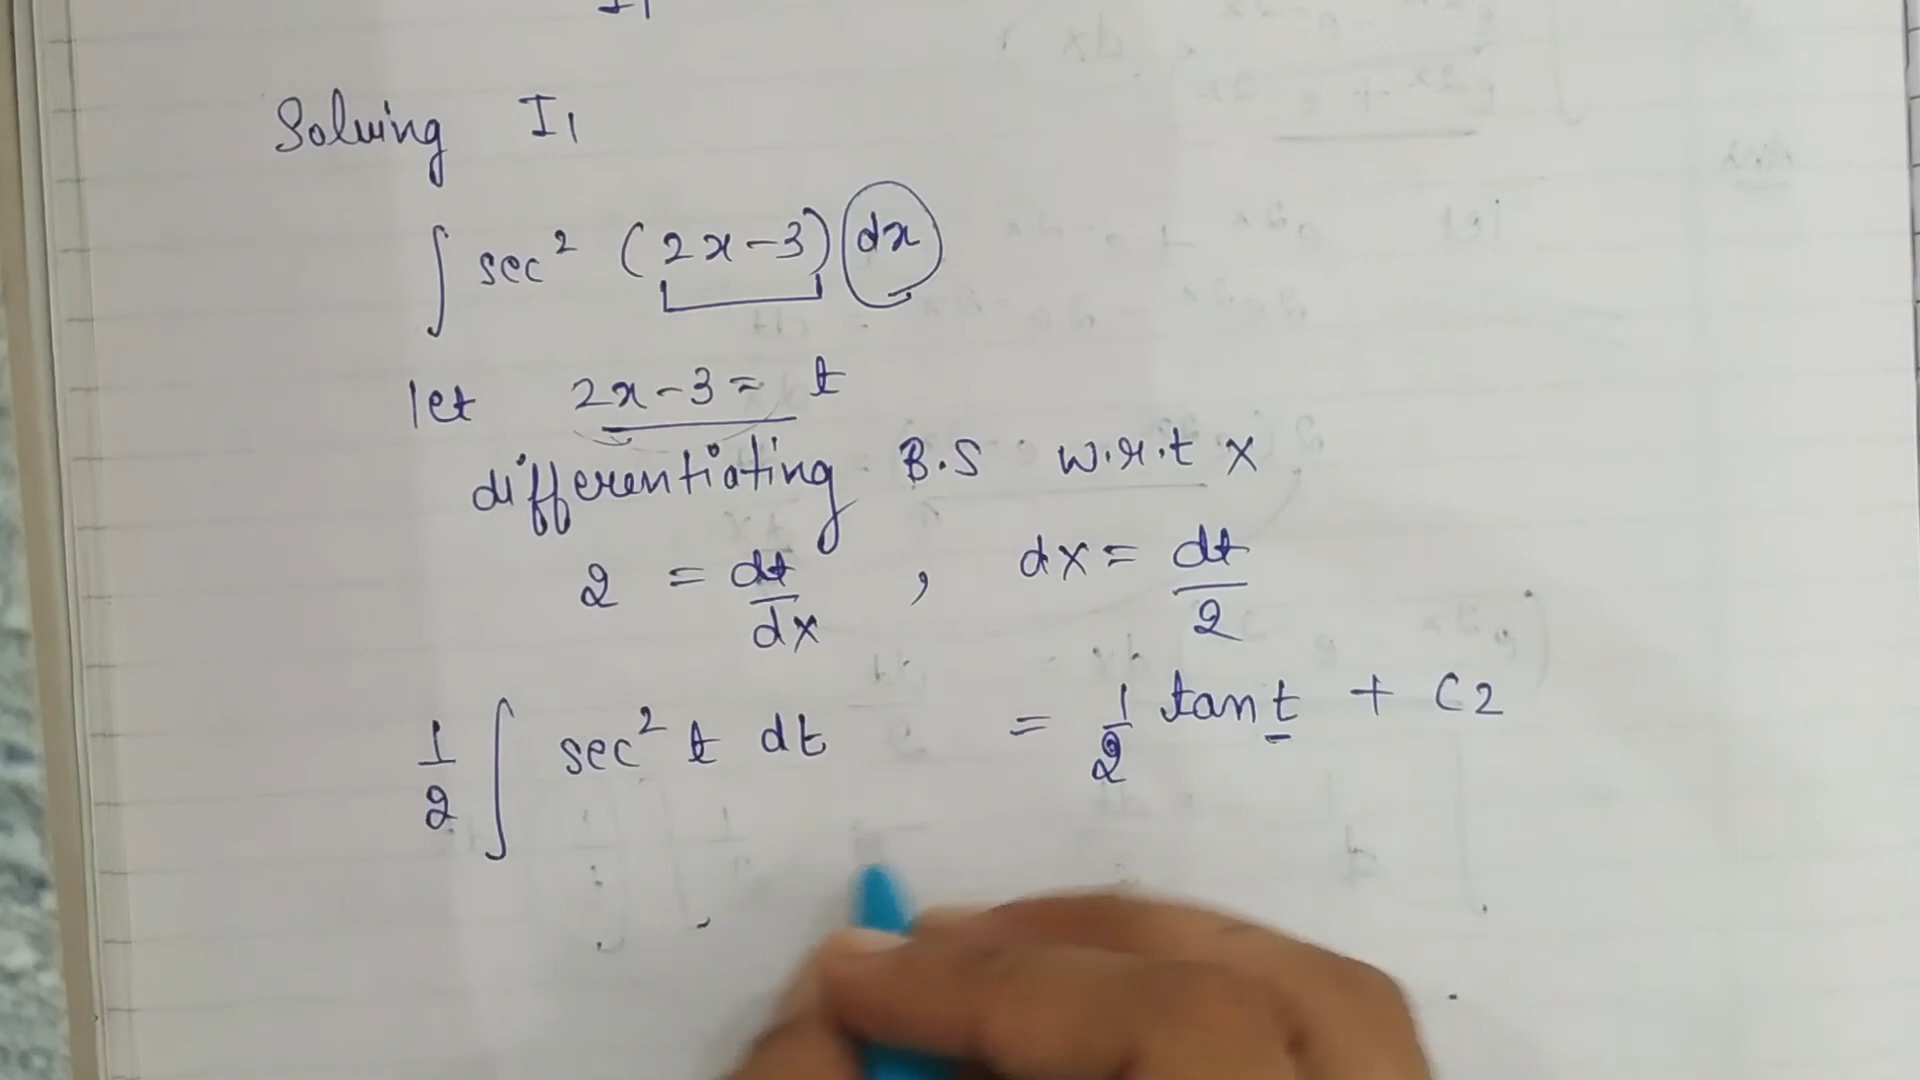 I1
Solving I1
∫ sec² (2x-3) dx
let 2x-3 = t
differentiating B.S w.r.t x
2 = dt/dx , dx = dt/2
1/2 ∫ sec² t dt = 1/2 tan t + C2